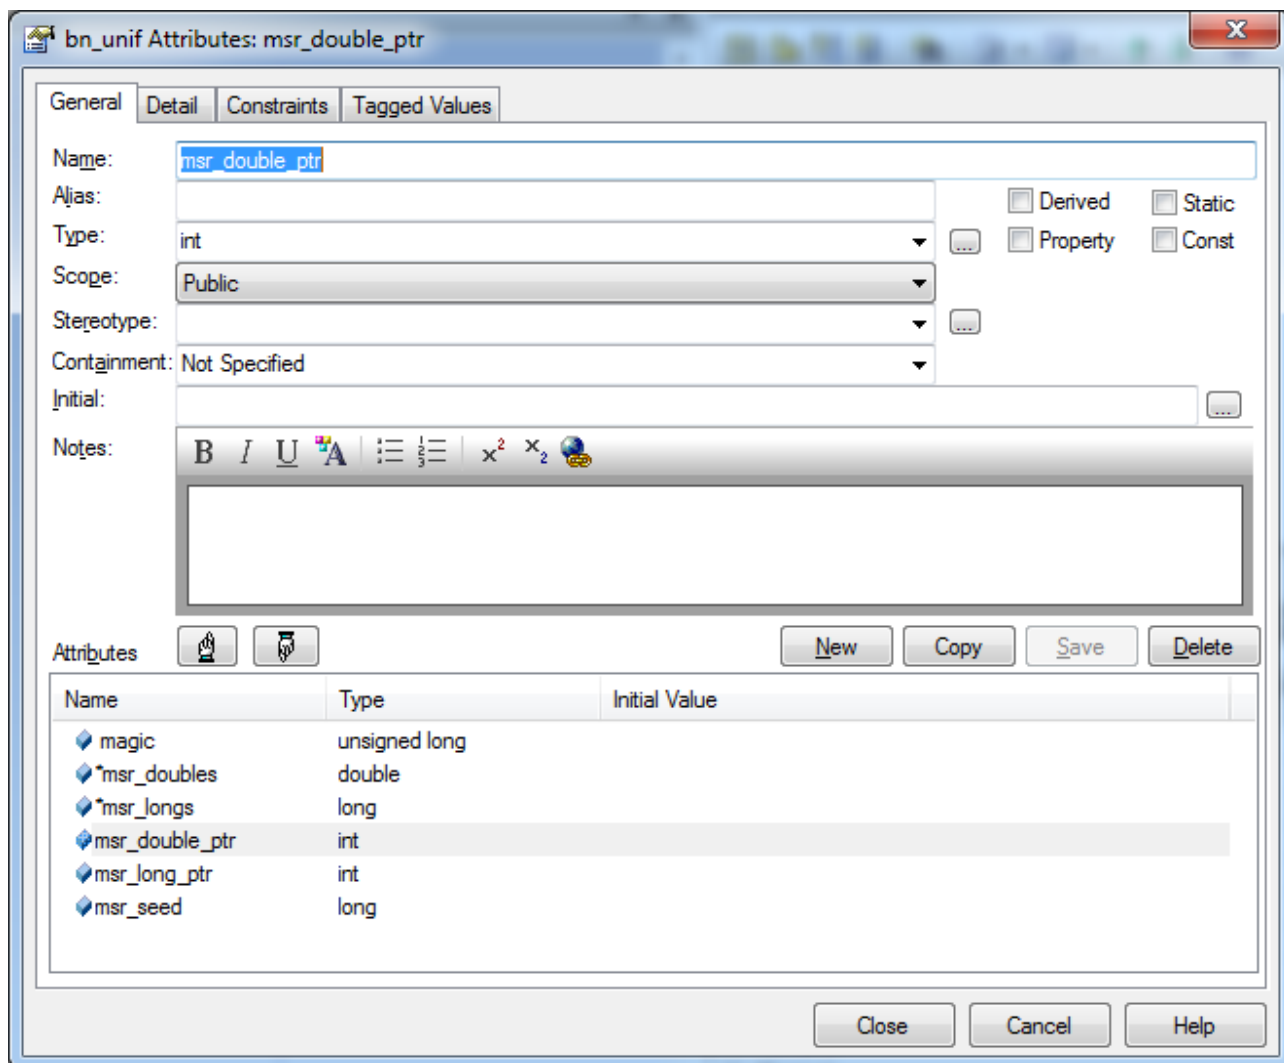 bn_unif Attributes: msr_double_ptr
General Detail Constraints Tagged Values
Name: msr_double_ptr
Alias: Derived Static
Type: int ... Property Const
Scope: Public
Stereotype: ...
Containment: Not Specified
Initial: ...
Notes: B I U A x² x₂
Attributes New Copy Save Delete
Name Type Initial Value
magic unsigned long
*msr_doubles double
*msr_longs long
msr_double_ptr int
msr_long_ptr int
msr_seed long
Close Cancel Help